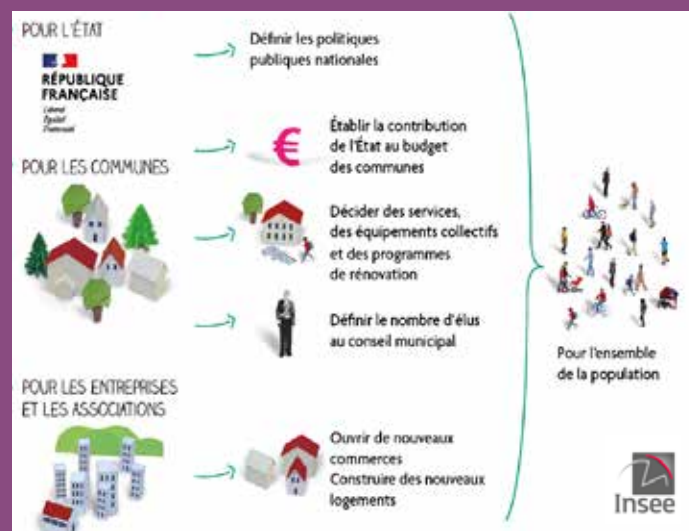 POUR L'ÉTAT
RÉPUBLIQUE
FRANÇAISE
Liberté
Égalité
Fraternité
Définir les politiques
publiques nationales
POUR LES COMMUNES
€
Établir la contribution
de l'État au budget
des communes
Décider des services,
des équipements collectifs
et des programmes
de rénovation
Définir le nombre d'élus
au conseil municipal
POUR LES ENTREPRISES
ET LES ASSOCIATIONS
Ouvrir de nouveaux
commerces
Construire des nouveaux
logements
Pour l'ensemble
de la population
Insee